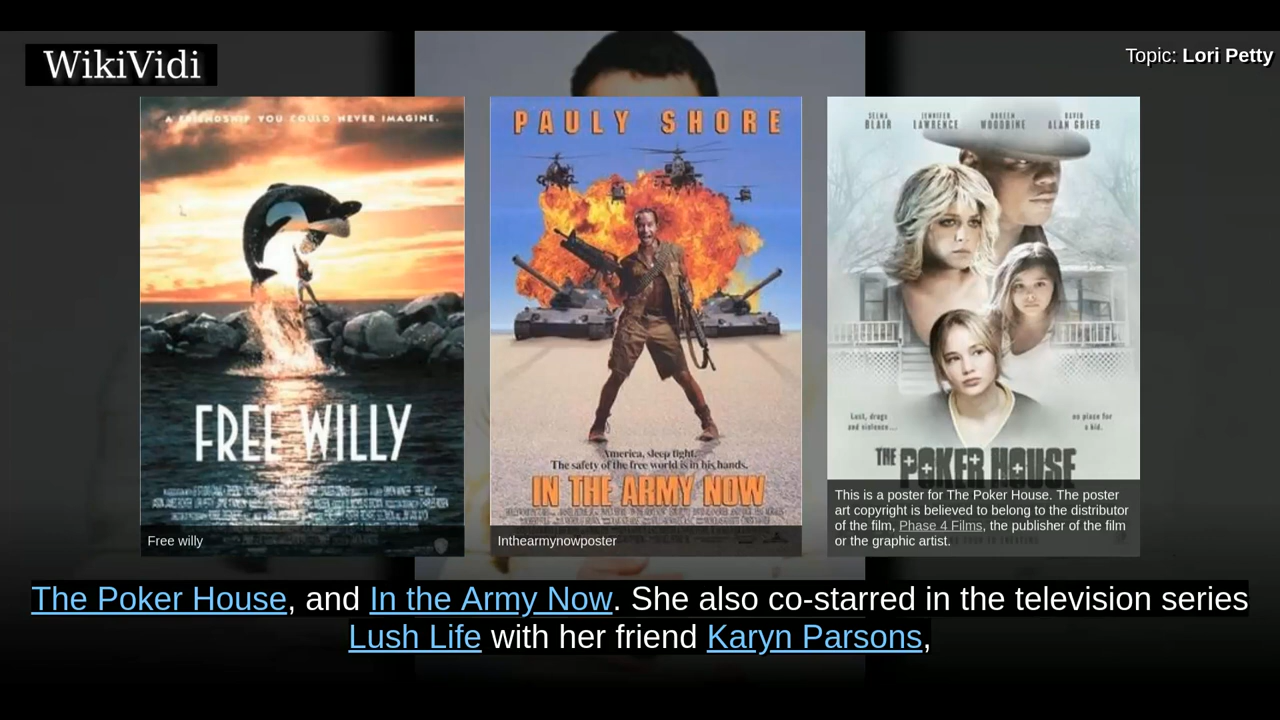 WikiVidi
Topic: Lori Petty
A FRIENDSHIP YOU COULD NEVER IMAGINE.
FREE WILLY
Free willy
PAULY SHORE
America, sleep tight.
The safety of the free world is in his hands.
IN THE ARMY NOW
Inthearmynowposter
SELMA BLAIR
JENNIFER LAWRENCE
BOKEEM WOODBINE
DAVID ALAN GRIER
Lust, drugs
and violence...
no place for
a kid.
THE POKER HOUSE
This is a poster for The Poker House. The poster
art copyright is believed to belong to the distributor
of the film, Phase 4 Films, the publisher of the film
or the graphic artist.
The Poker House, and In the Army Now. She also co-starred in the television series
Lush Life with her friend Karyn Parsons,